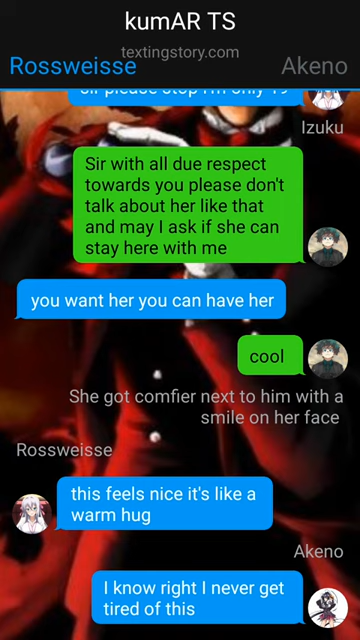 kumAR TS
textingstory.com
Rossweisse
Akeno
sir please stop I'm only 19
Izuku
Sir with all due respect
towards you please don't
talk about her like that
and may I ask if she can
stay here with me
you want her you can have her
cool
She got comfier next to him with a
smile on her face
Rossweisse
this feels nice it's like a
warm hug
Akeno
I know right I never get
tired of this